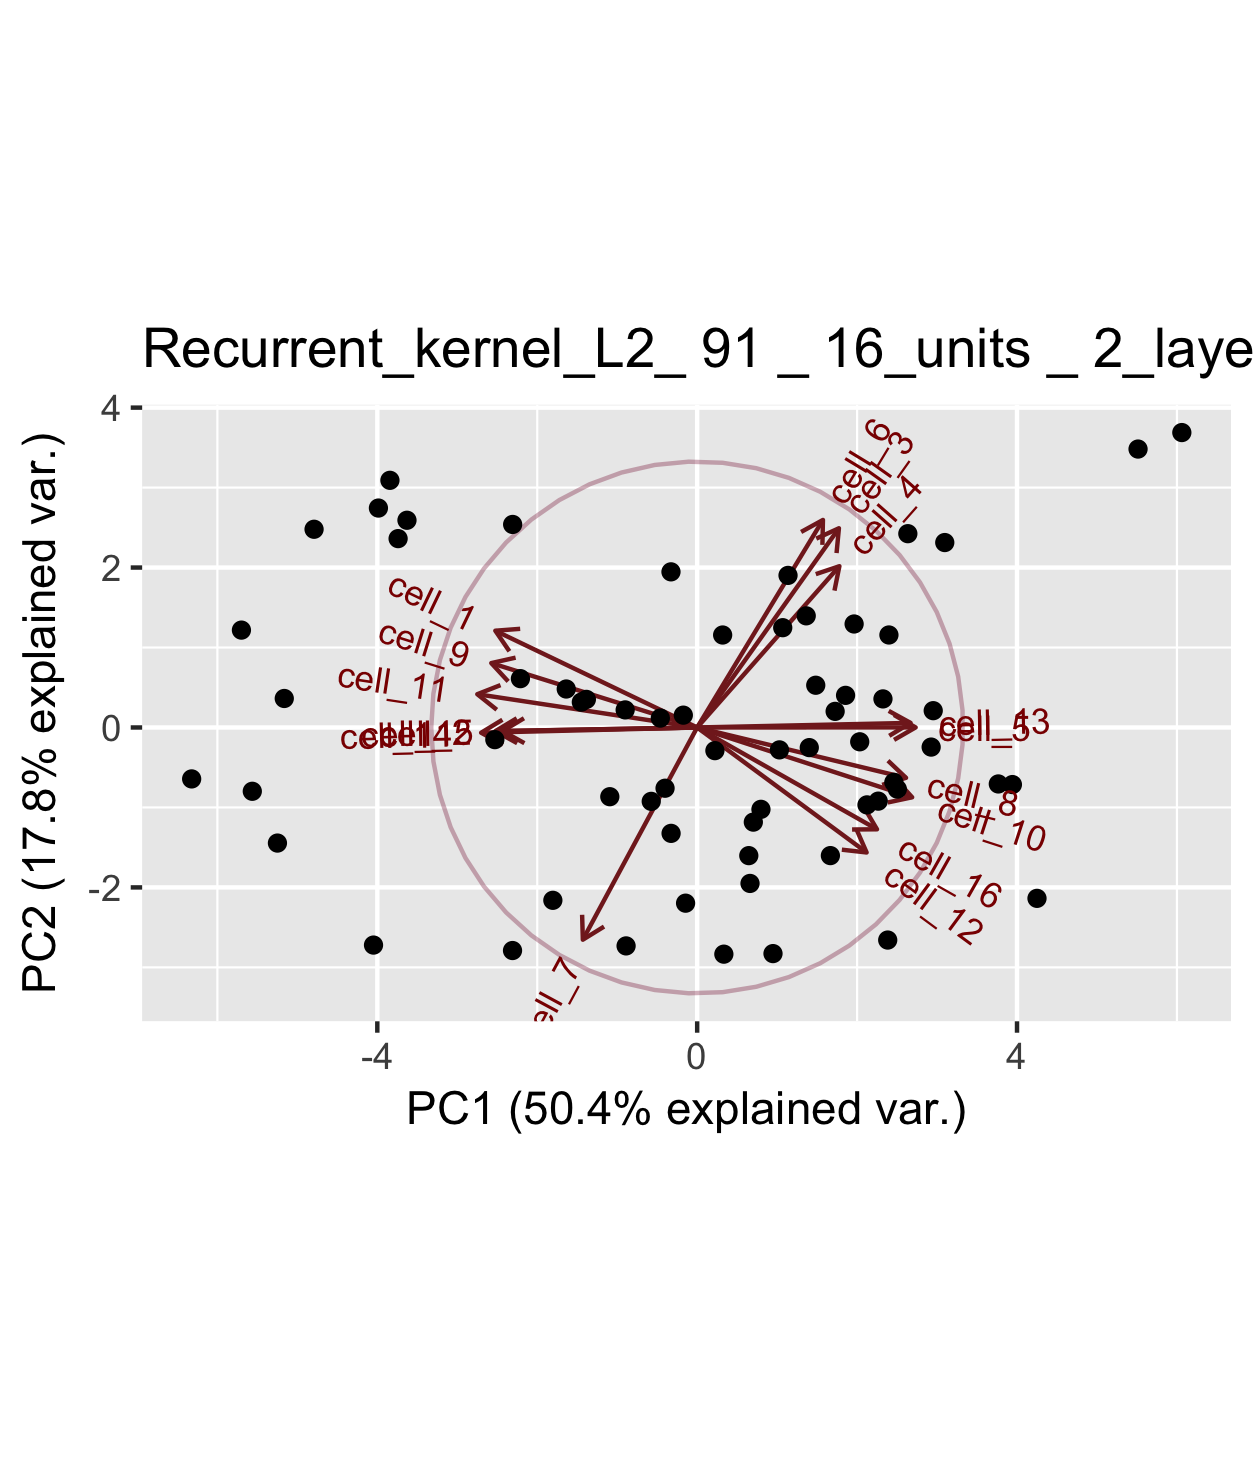 Recurrent_kernel_L2_ 91 _ 16_units _ 2_laye
4
2
0
-2
-4
0
4
PC2 (17.8% explained var.)
PC1 (50.4% explained var.)
cell_6
cell_3
cell_4
cell_1
cell_9
cell_11
cell_13
cell_5
cell_8
cell_10
cell_16
cell_12
ell_7